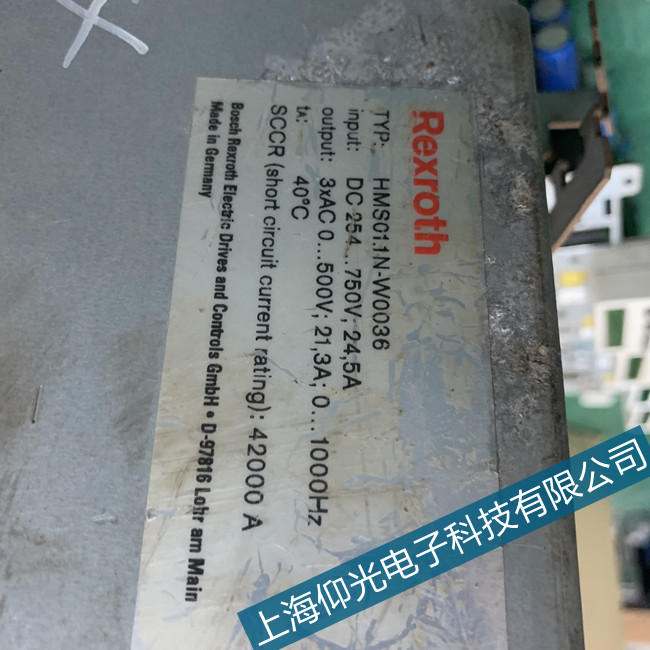 Rexroth
TYP: HMS01.1N-W0036
input: DC 254...750V; 24,5A
output: 3xAC 0...500V; 21,3A; 0...1000Hz
tA: 40°C
SCCR (short circuit current rating): 42000 A
Bosch Rexroth Electric Drives and Controls GmbH • D-97816 Lohr am Main
Made in Germany
上海仰光电子科技有限公司